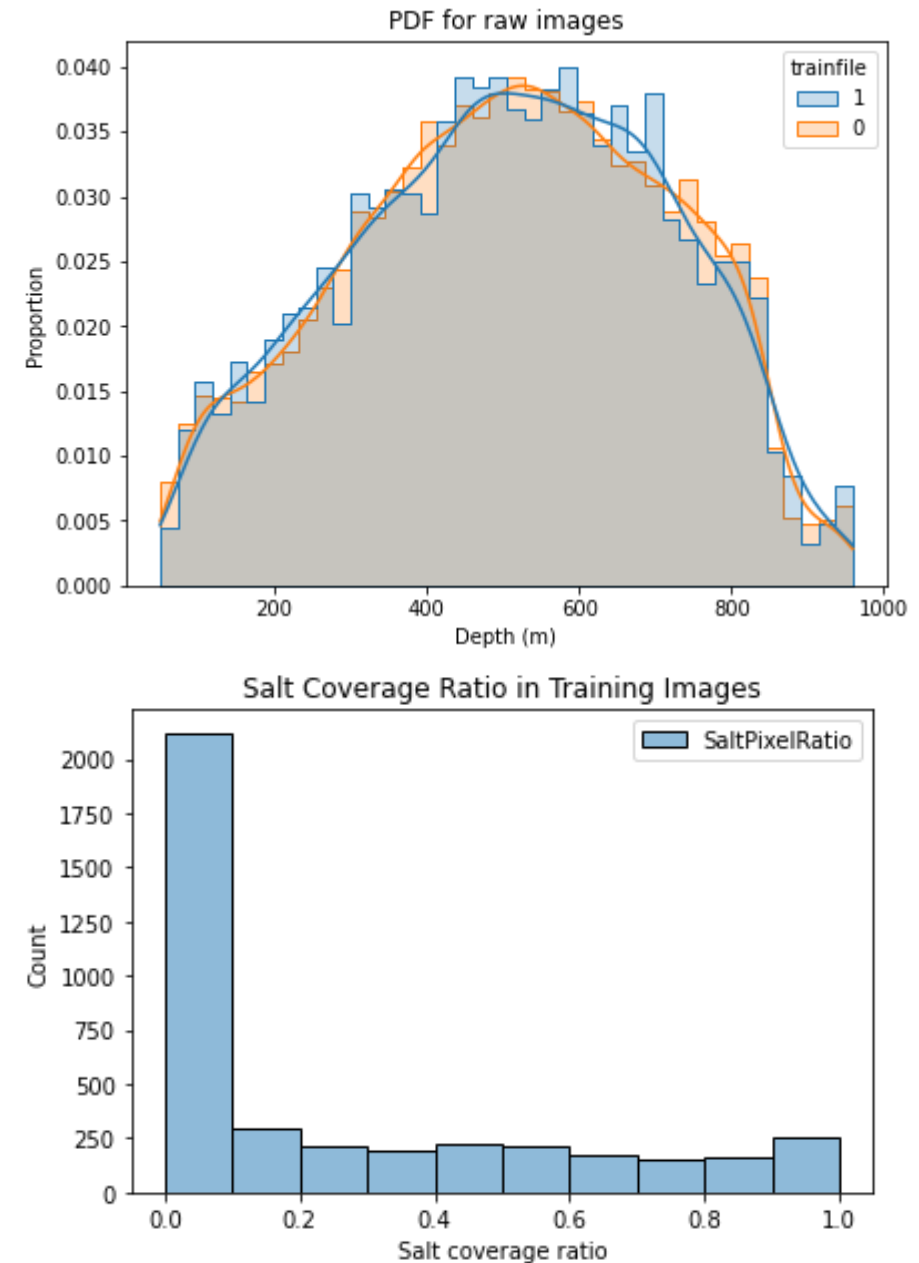 PDF for raw images
trainfile
1
0
0.040
0.035
0.030
0.025
0.020
0.015
0.010
0.005
0.000
Proportion
200 400 600 800 1000
Depth (m)
Salt Coverage Ratio in Training Images
SaltPixelRatio
2000
1750
1500
1250
1000
750
500
250
0
Count
0.0 0.2 0.4 0.6 0.8 1.0
Salt coverage ratio